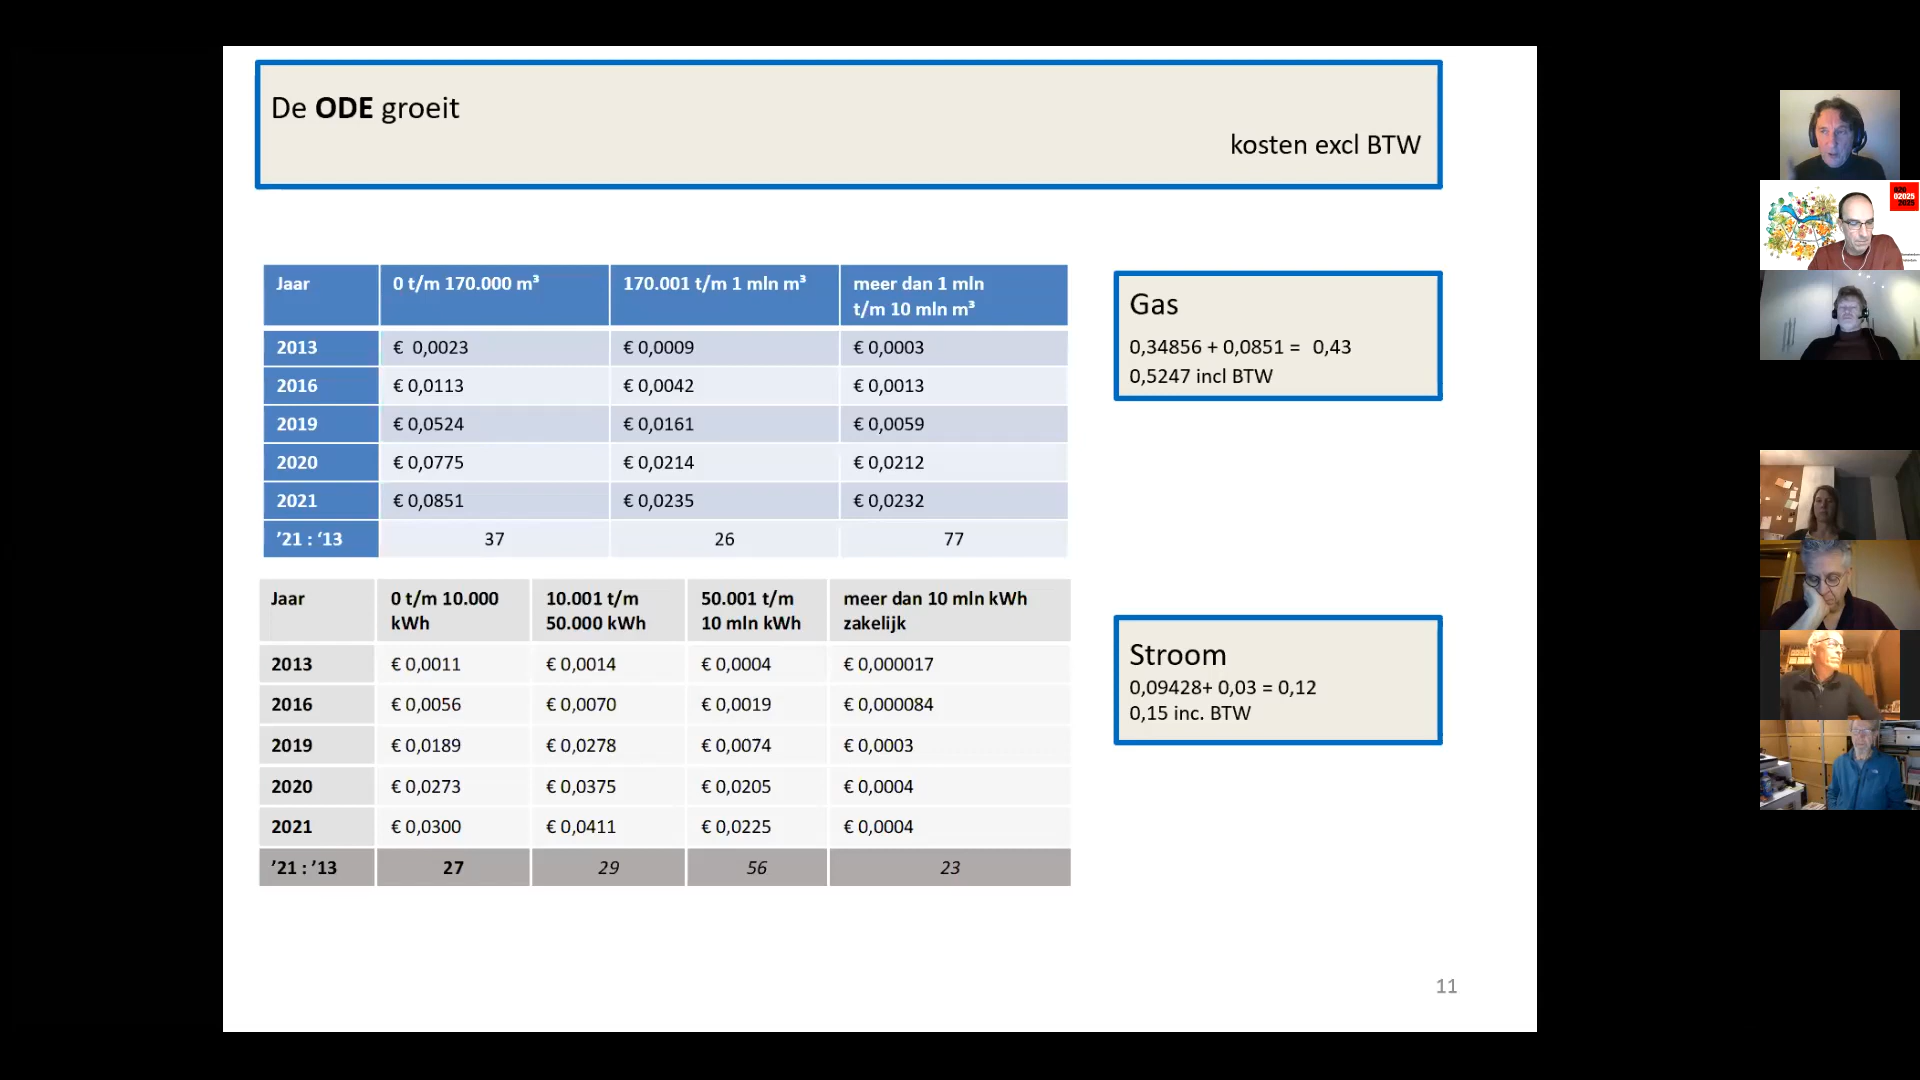 De ODE groeit
kosten excl BTW
Jaar 0 t/m 170.000 m³ 170.001 t/m 1 mln m³ meer dan 1 mln
t/m 10 mln m³
2013 € 0,0023 € 0,0009 € 0,0003
2016 € 0,0113 € 0,0042 € 0,0013
2019 € 0,0524 € 0,0161 € 0,0059
2020 € 0,0775 € 0,0214 € 0,0212
2021 € 0,0851 € 0,0235 € 0,0232
’21 : ‘13 37 26 77
Gas
0,34856 + 0,0851 = 0,43
0,5247 incl BTW
Jaar 0 t/m 10.000 10.001 t/m 50.001 t/m meer dan 10 mln kWh
kWh 50.000 kWh 10 mln kWh zakelijk
2013 € 0,0011 € 0,0014 € 0,0004 € 0,000017
2016 € 0,0056 € 0,0070 € 0,0019 € 0,000084
2019 € 0,0189 € 0,0278 € 0,0074 € 0,0003
2020 € 0,0273 € 0,0375 € 0,0205 € 0,0004
2021 € 0,0300 € 0,0411 € 0,0225 € 0,0004
’21 : ’13 27 29 56 23
Stroom
0,09428+ 0,03 = 0,12
0,15 inc. BTW
11
02025